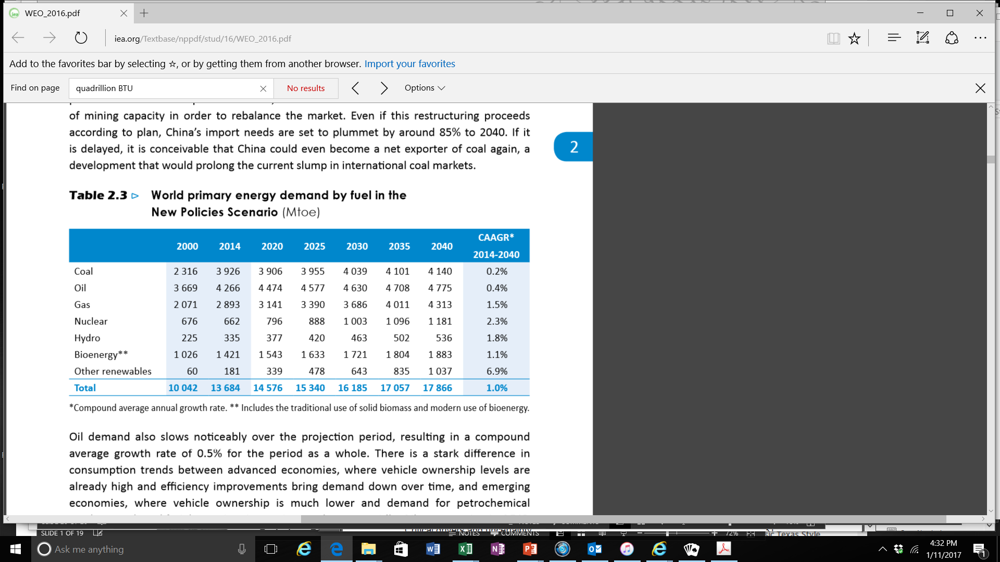 WEO_2016.pdf
iea.org/Textbase/nppdf/stud/16/WEO_2016.pdf
Add to the favorites bar by selecting ☆, or by getting them from another browser. Import your favorites
Find on page quadrillion BTU No results Options
of mining capacity in order to rebalance the market. Even if this restructuring proceeds
according to plan, China's import needs are set to plummet by around 85% to 2040. If it
is delayed, it is conceivable that China could even become a net exporter of coal again, a
development that would prolong the current slump in international coal markets.
2
Table 2.3 ▷ World primary energy demand by fuel in the
New Policies Scenario (Mtoe)
2000 2014 2020 2025 2030 2035 2040 CAAGR* 2014-2040
Coal 2 316 3 926 3 906 3 955 4 039 4 101 4 140 0.2%
Oil 3 669 4 266 4 474 4 577 4 630 4 708 4 775 0.4%
Gas 2 071 2 893 3 141 3 390 3 686 4 011 4 313 1.5%
Nuclear 676 662 796 888 1 003 1 096 1 181 2.3%
Hydro 225 335 377 420 463 502 536 1.8%
Bioenergy** 1 026 1 421 1 543 1 633 1 721 1 804 1 883 1.1%
Other renewables 60 181 339 478 643 835 1 037 6.9%
Total 10 042 13 684 14 576 15 340 16 185 17 057 17 866 1.0%
*Compound average annual growth rate. ** Includes the traditional use of solid biomass and modern use of bioenergy.
Oil demand also slows noticeably over the projection period, resulting in a compound
average growth rate of 0.5% for the period as a whole. There is a stark difference in
consumption trends between advanced economies, where vehicle ownership levels are
already high and efficiency improvements bring demand down over time, and emerging
economies, where vehicle ownership is much lower and demand for petrochemical
SLIDE 1 OF 19 NOTES COMMENTS 72%
Ask me anything
4:32 PM
1/11/2017
1